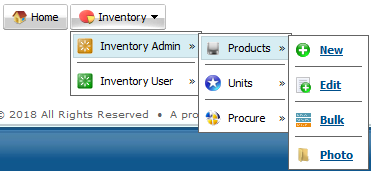 Home
Inventory
Inventory Admin »
Inventory User »
Products »
Units »
Procure »
New
Edit
Bulk
Photo
© 2018 All Rights Reserved • A pro